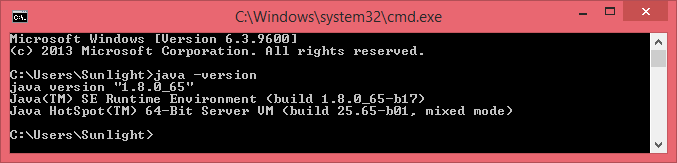 C:\Windows\system32\cmd.exe
Microsoft Windows [Version 6.3.9600]
(c) 2013 Microsoft Corporation. All rights reserved.
C:\Users\Sunlight>java -version
java version "1.8.0_65"
Java(TM) SE Runtime Environment (build 1.8.0_65-b17)
Java HotSpot(TM) 64-Bit Server VM (build 25.65-b01, mixed mode)
C:\Users\Sunlight>